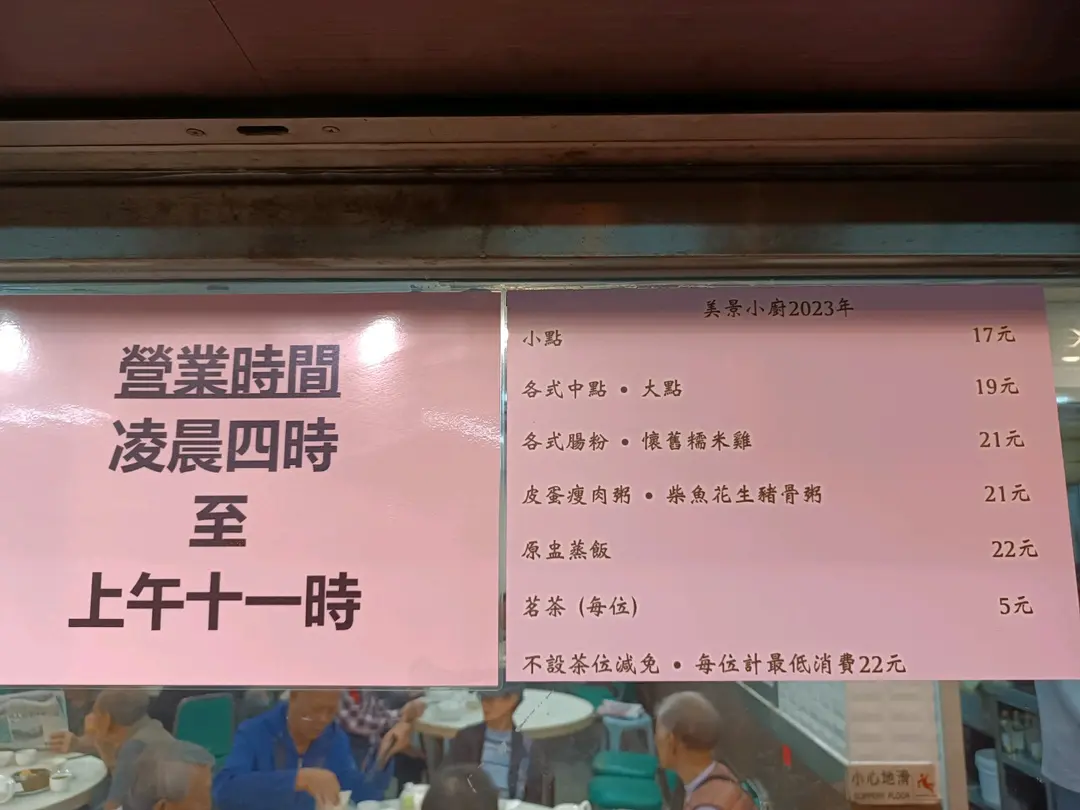 營業時間
凌晨四時
至
上午十一時
美景小廚2023年
小點 17元
各式中點 • 大點 19元
各式腸粉 • 懷舊糯米雞 21元
皮蛋瘦肉粥 • 柴魚花生豬骨粥 21元
原盅蒸飯 22元
茗茶 (每位) 5元
不設茶位減免 • 每位計最低消費22元
小心地滑
SLIPPERY FLOOR